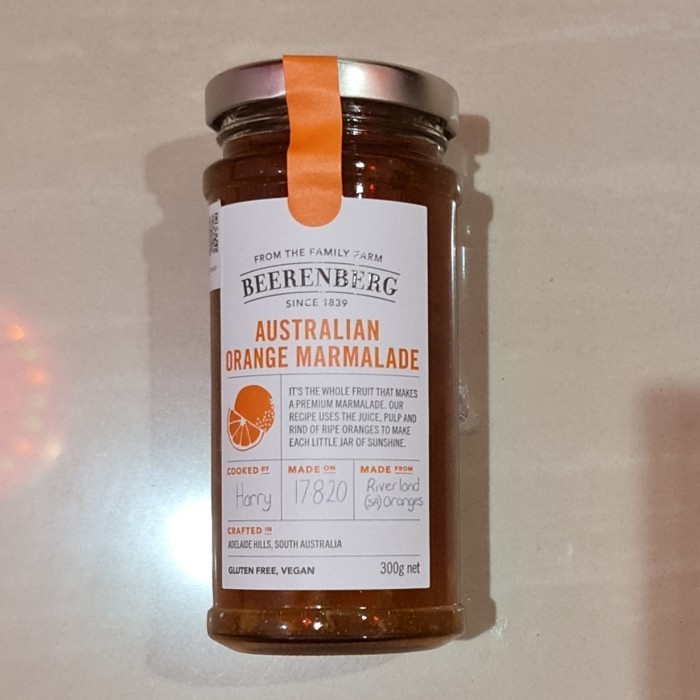 FROM THE FAMILY FARM
BEERENBERG
SINCE 1839
AUSTRALIAN
ORANGE MARMALADE
IT'S THE WHOLE FRUIT THAT MAKES
A PREMIUM MARMALADE. OUR
RECIPE USES THE JUICE, PULP AND
RIND OF RIPE ORANGES TO MAKE
EACH LITTLE JAR OF SUNSHINE.
COOKED BY
Harry
MADE ON
17.8.20
MADE FROM
Riverland
(SA) Oranges
CRAFTED IN
ADELAIDE HILLS, SOUTH AUSTRALIA
GLUTEN FREE, VEGAN
300g net